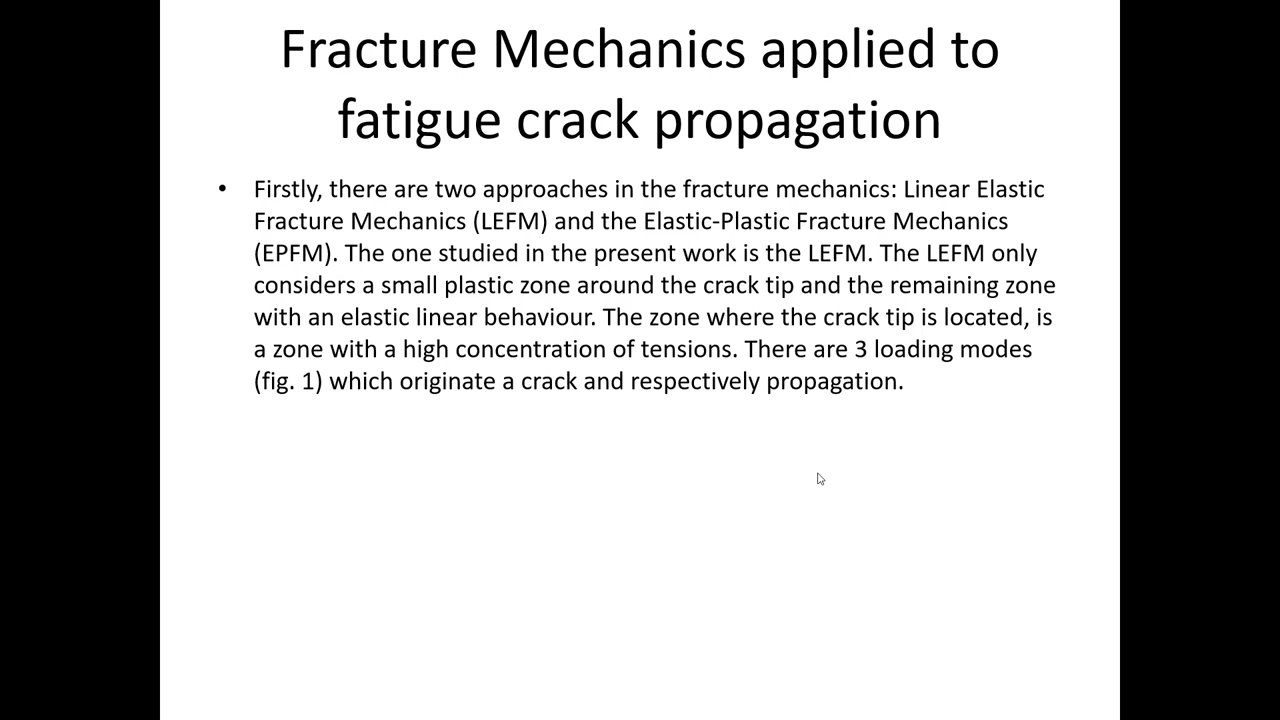 Fracture Mechanics applied to
fatigue crack propagation
• Firstly, there are two approaches in the fracture mechanics: Linear Elastic
Fracture Mechanics (LEFM) and the Elastic-Plastic Fracture Mechanics
(EPFM). The one studied in the present work is the LEFM. The LEFM only
considers a small plastic zone around the crack tip and the remaining zone
with an elastic linear behaviour. The zone where the crack tip is located, is
a zone with a high concentration of tensions. There are 3 loading modes
(fig. 1) which originate a crack and respectively propagation.